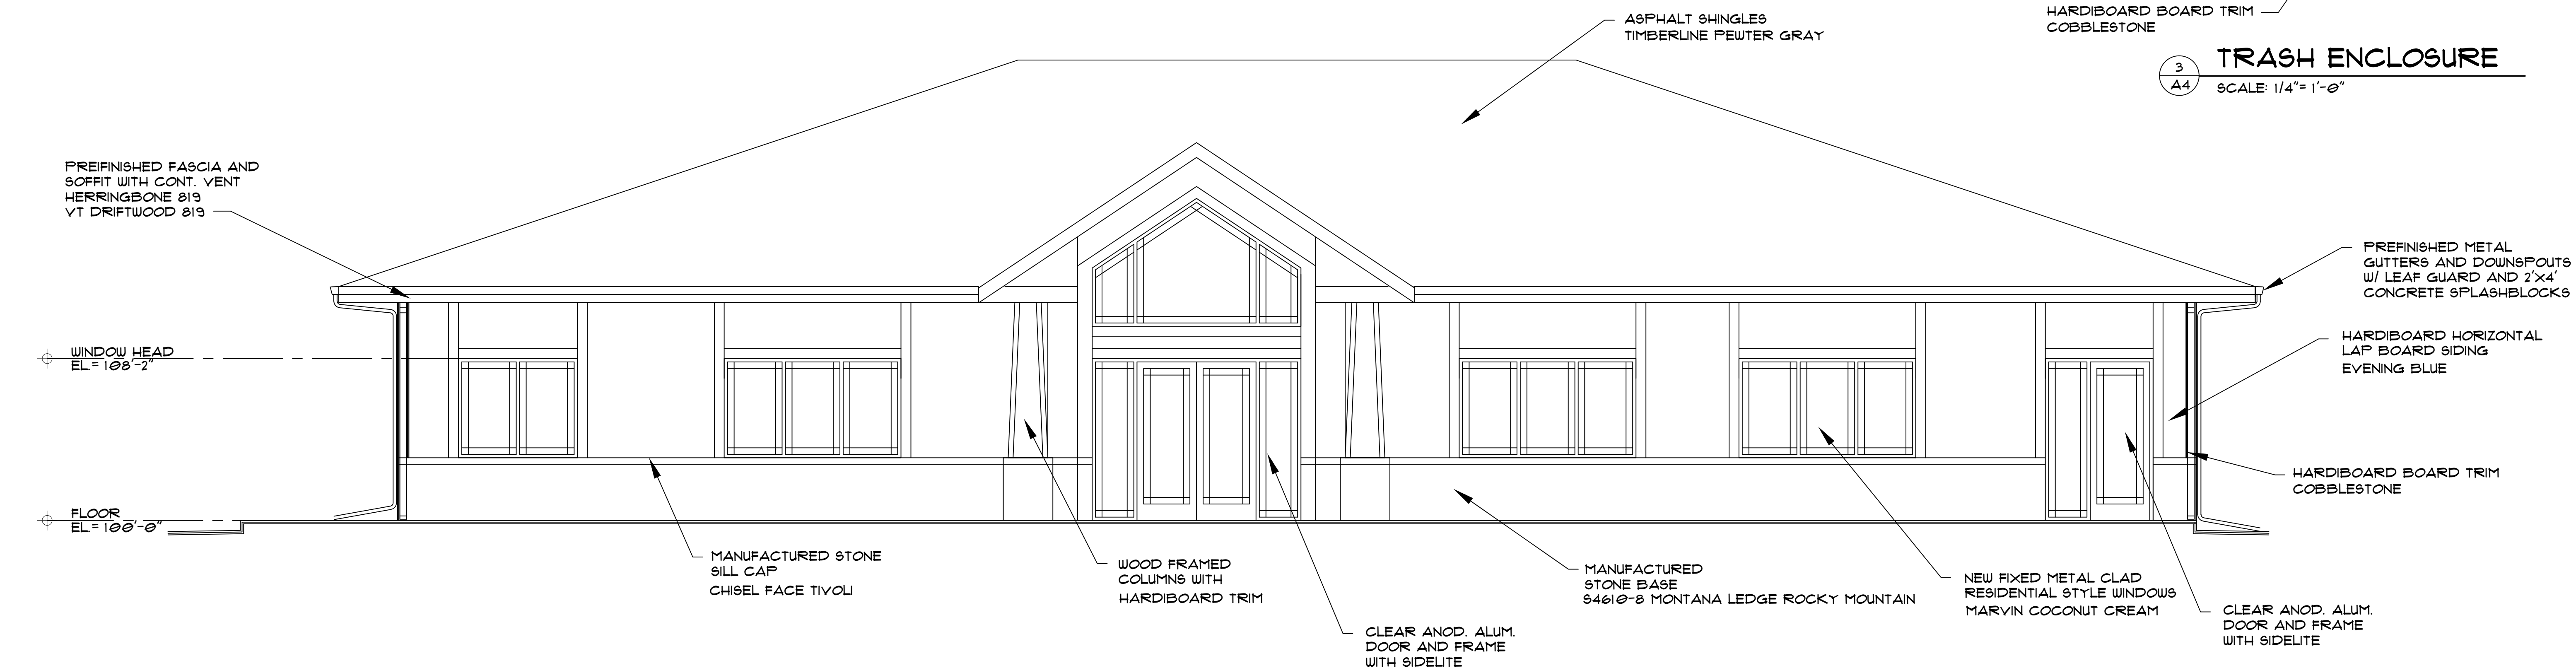 HARDIBOARD BOARD TRIM
COBBLESTONE
3
A4
TRASH ENCLOSURE
SCALE: 1/4"= 1'-0"
ASPHALT SHINGLES
TIMBERLINE PEWTER GRAY
PREIFINISHED FASCIA AND
SOFFIT WITH CONT. VENT
HERRINGBONE 819
VT DRIFTWOOD 819
PREFINISHED METAL
GUTTERS AND DOWNSPOUTS
W/ LEAF GUARD AND 2'X4'
CONCRETE SPLASHBLOCKS
HARDIBOARD HORIZONTAL
LAP BOARD SIDING
EVENING BLUE
WINDOW HEAD
EL.= 108'-2"
HARDIBOARD BOARD TRIM
COBBLESTONE
FLOOR
EL.= 100'-0"
MANUFACTURED STONE
SILL CAP
CHISEL FACE TIVOLI
WOOD FRAMED
COLUMNS WITH
HARDIBOARD TRIM
CLEAR ANOD. ALUM.
DOOR AND FRAME
WITH SIDELITE
MANUFACTURED
STONE BASE
S4610-8 MONTANA LEDGE ROCKY MOUNTAIN
NEW FIXED METAL CLAD
RESIDENTIAL STYLE WINDOWS
MARVIN COCONUT CREAM
CLEAR ANOD. ALUM.
DOOR AND FRAME
WITH SIDELITE